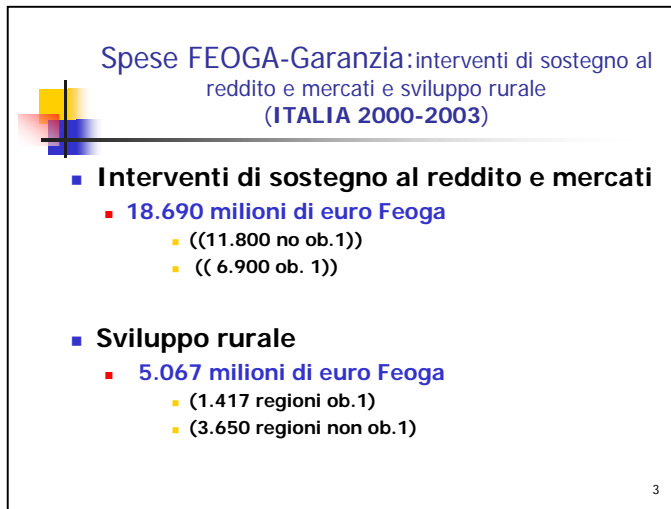 Spese FEOGA-Garanzia:interventi di sostegno al
reddito e mercati e sviluppo rurale
(ITALIA 2000-2003)
Interventi di sostegno al reddito e mercati
18.690 milioni di euro Feoga
((11.800 no ob.1))
(( 6.900 ob. 1))
Sviluppo rurale
5.067 milioni di euro Feoga
(1.417 regioni ob.1)
(3.650 regioni non ob.1)
3